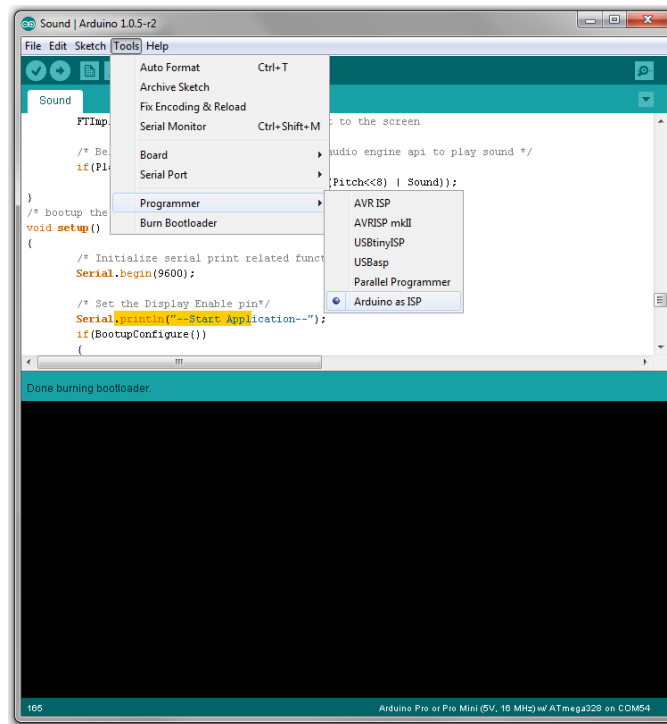 Sound | Arduino 1.0.5-r2
File Edit Sketch Tools Help
Auto Format Ctrl+T
Archive Sketch
Fix Encoding & Reload
Serial Monitor Ctrl+Shift+M
Board
Serial Port
Programmer
Burn Bootloader
AVR ISP
AVRISP mkII
USBtinyISP
USBasp
Parallel Programmer
Arduino as ISP
Sound
FTImp t to the screen
/* Be audio engine api to play sound */
if(Pla
(Pitch<<8) | Sound));
}
/* bootup the
void setup()
{
/* Initialize serial print related funct
Serial.begin(9600);
/* Set the Display Enable pin*/
Serial.println("--Start Application--");
if(BootupConfigure())
{
Done burning bootloader.
165 Arduino Pro or Pro Mini (5V, 16 MHz) w/ ATmega328 on COM54